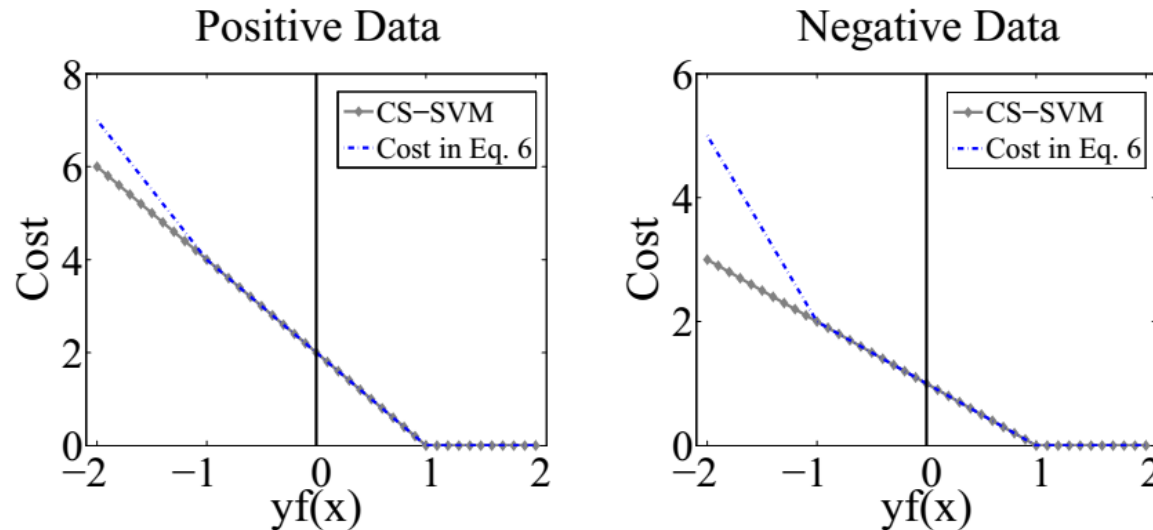 Positive Data
8
6
4
2
0
Cost
CS−SVM
Cost in Eq. 6
−2
−1
0
1
2
yf(x)
Negative Data
6
4
2
0
Cost
CS−SVM
Cost in Eq. 6
−2
−1
0
1
2
yf(x)